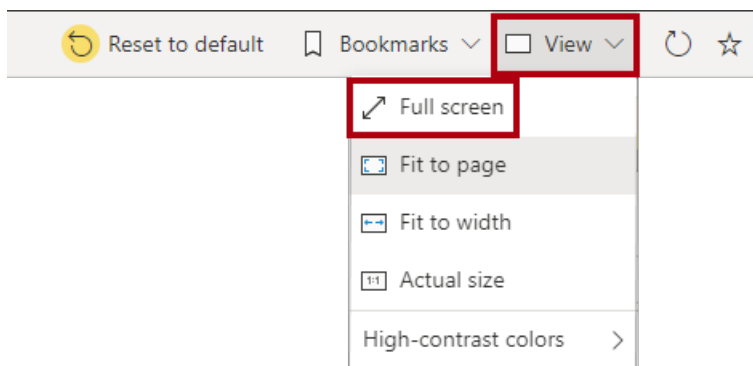 Reset to default Bookmarks View
Full screen
Fit to page
Fit to width
1:1 Actual size
High-contrast colors